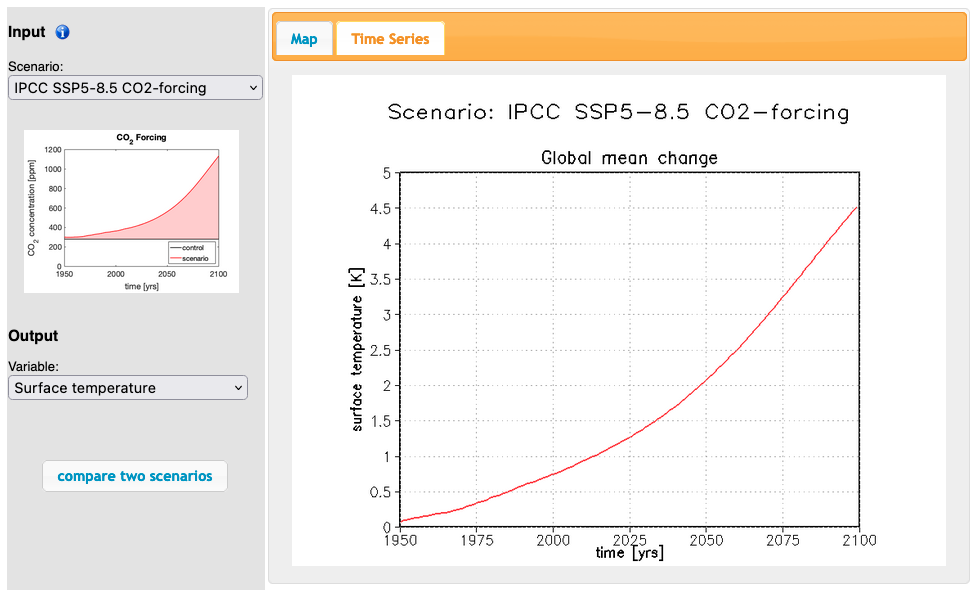 Input
Scenario:
IPCC SSP5-8.5 CO2-forcing
CO2 Forcing
1200
1000
800
600
400
200
0
CO2 concentration [ppm]
control
scenario
1950 2000 2050 2100
time [yrs]
Output
Variable:
Surface temperature
compare two scenarios
Map Time Series
Scenario: IPCC SSP5-8.5 CO2-forcing
Global mean change
5
4.5
4
3.5
3
2.5
2
1.5
1
0.5
0
surface temperature [K]
1950 1975 2000 2025 2050 2075 2100
time [yrs]